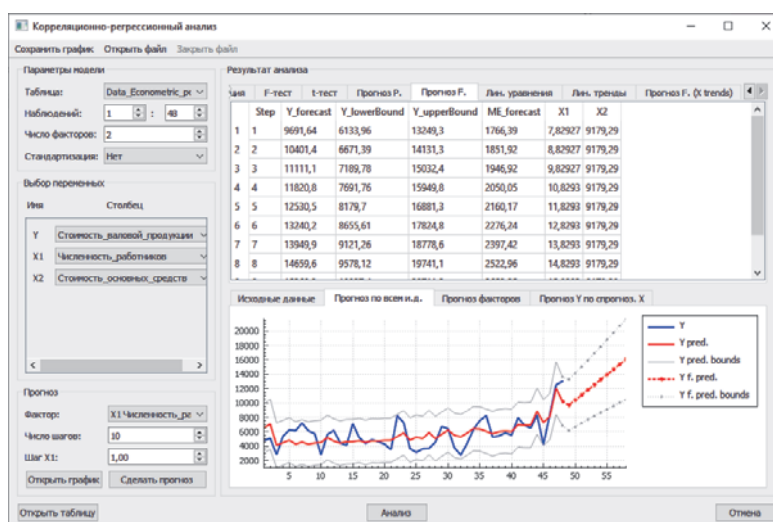 Корреляционно-регрессионный анализ
Сохранить график Открыть файл Закрыть файл
Параметры модели
Таблица: Data_Econometric_pe
Наблюдений: 1 : 48
Число факторов: 2
Стандартизация: Нет
Выбор переменных
Имя Столбец
Y Стоимость_валовой_продукции
X1 Численность_работников
X2 Стоимость_основных_средств
Прогноз
Фактор: X1 Численность_ра
Число шагов: 10
Шаг X1: 1,00
Открыть график Сделать прогноз
Результат анализа
F-тест t-тест Прогноз P. Прогноз F. Лин. уравнения Лин. тренды Прогноз F. (X trends)
Step Y_forecast Y_lowerBound Y_upperBound ME_forecast X1 X2
1 1 9691,64 6133,96 13249,3 1766,39 7,82927 9179,29
2 2 10401,4 6671,39 14131,3 1851,92 8,82927 9179,29
3 3 11111,1 7189,78 15032,4 1946,92 9,82927 9179,29
4 4 11820,8 7691,76 15949,8 2050,05 10,8293 9179,29
5 5 12530,5 8179,7 16881,3 2160,17 11,8293 9179,29
6 6 13240,2 8655,61 17824,8 2276,24 12,8293 9179,29
7 7 13949,9 9121,26 18778,6 2397,42 13,8293 9179,29
8 8 14659,6 9578,12 19741,1 2522,96 14,8293 9179,29
Исходные данные Прогноз по всем и.д. Прогноз факторов Прогноз Y по спрогноз. X
20000
18000
16000
14000
12000
10000
8000
6000
4000
2000
5 10 15 20 25 30 35 40 45 50 55
Y
Y pred.
Y pred. bounds
Y f. pred.
Y f. pred. bounds
Открыть таблицу Анализ Отмена